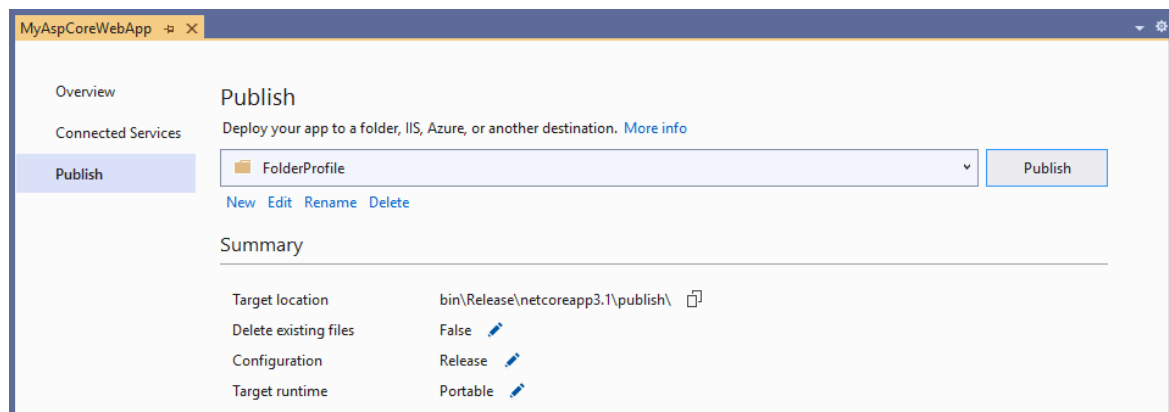 MyAspCoreWebApp
Overview
Connected Services
Publish
Publish
Deploy your app to a folder, IIS, Azure, or another destination. More info
FolderProfile
Publish
New Edit Rename Delete
Summary
Target location bin\Release\netcoreapp3.1\publish\
Delete existing files False
Configuration Release
Target runtime Portable